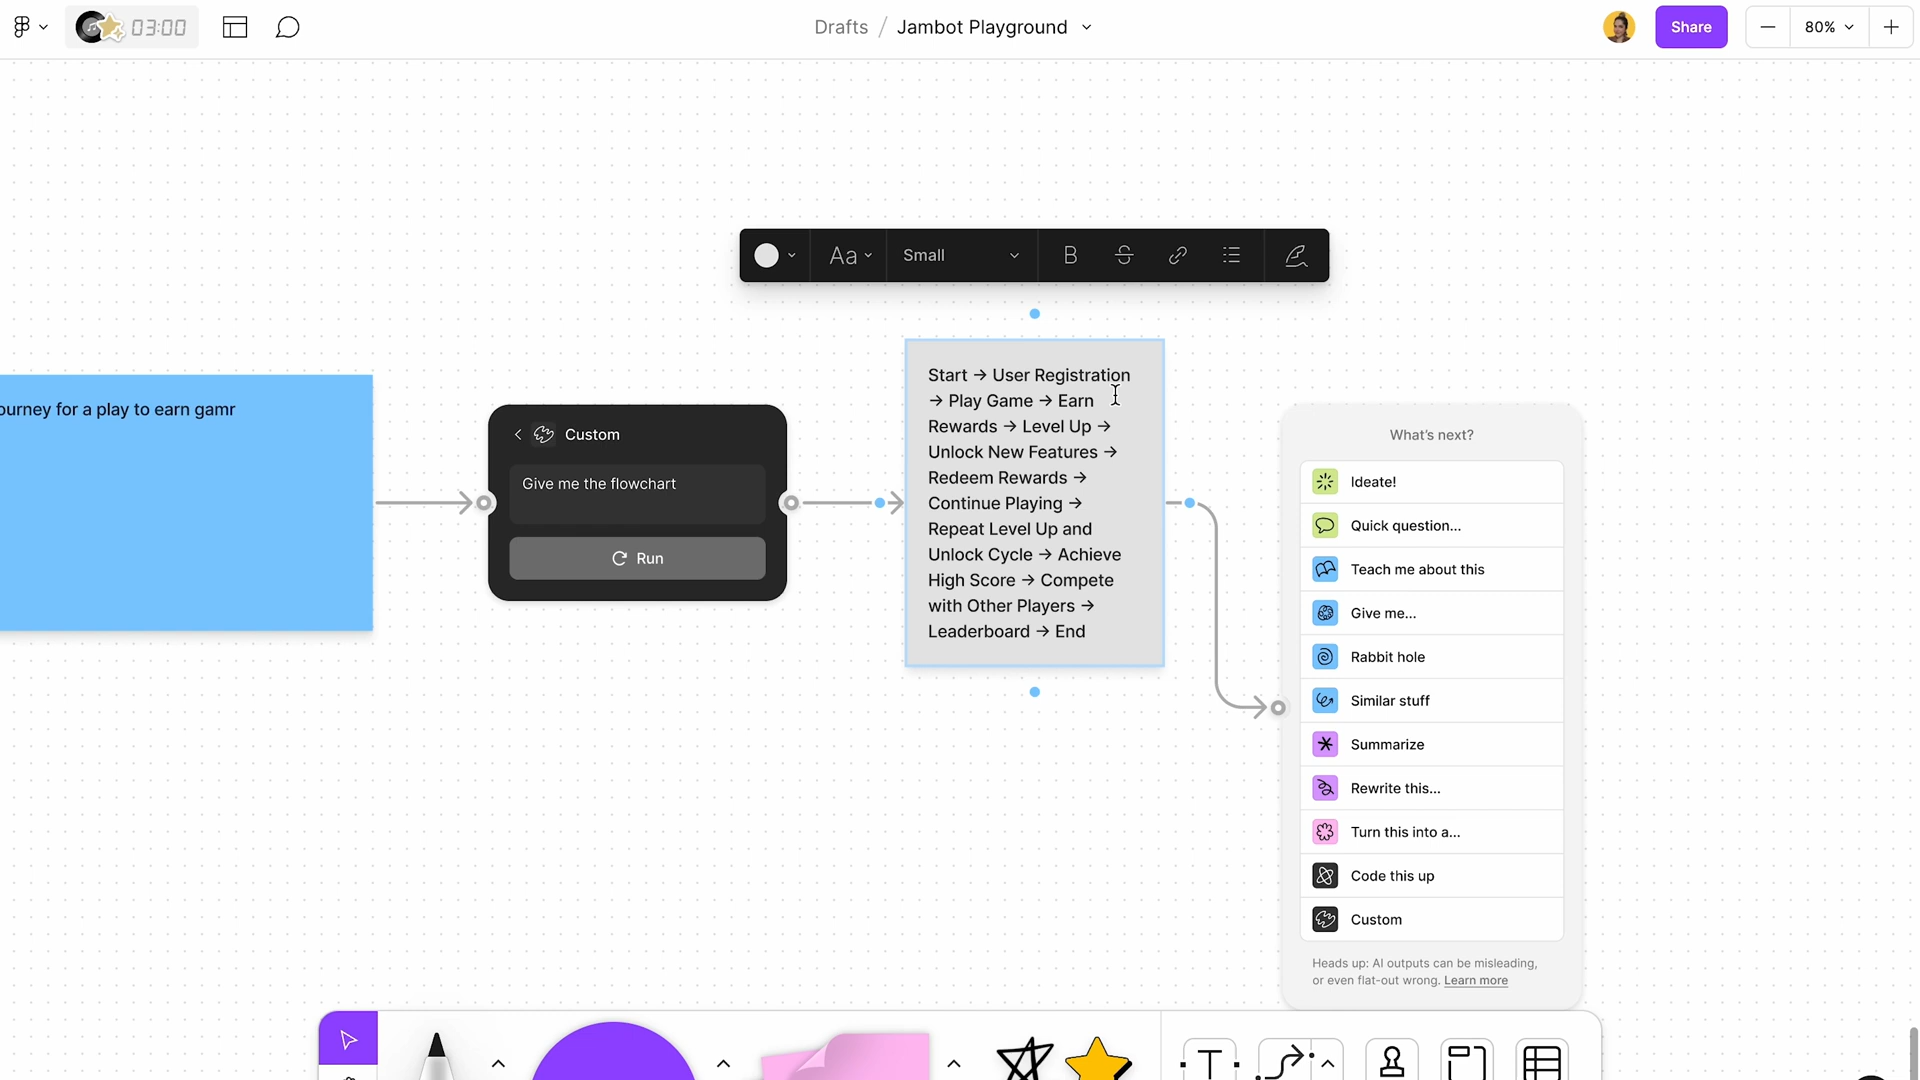 03:00
Drafts / Jambot Playground
Share
80%
Aa
Small
B
S
ourney for a play to earn gamr
Custom
Give me the flowchart
Run
Start → User Registration
→ Play Game → Earn
Rewards → Level Up →
Unlock New Features →
Redeem Rewards →
Continue Playing →
Repeat Level Up and
Unlock Cycle → Achieve
High Score → Compete
with Other Players →
Leaderboard → End
What's next?
Ideate!
Quick question...
Teach me about this
Give me...
Rabbit hole
Similar stuff
Summarize
Rewrite this...
Turn this into a...
Code this up
Custom
Heads up: AI outputs can be misleading,
or even flat-out wrong. Learn more
T